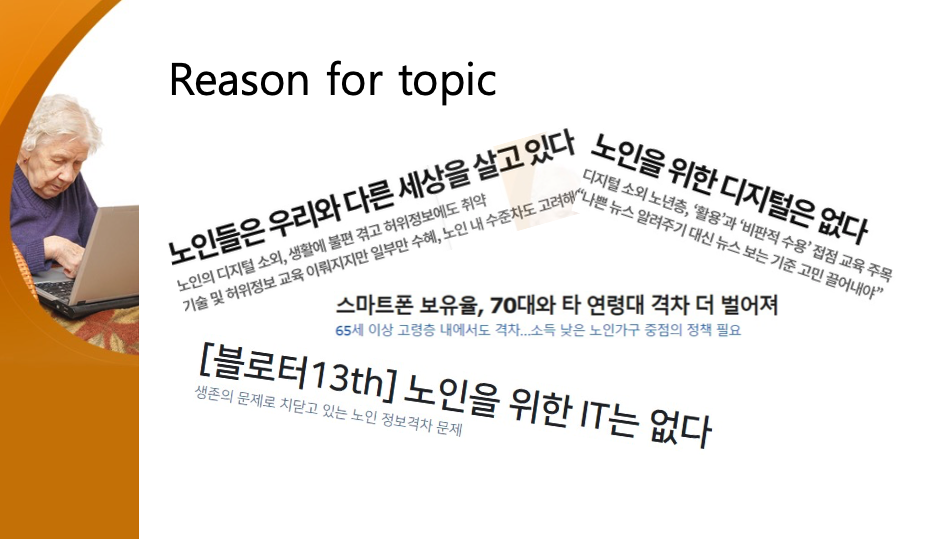 Reason for topic
노인들은 우리와 다른 세상을 살고 있다
노인의 디지털 소외, 생활에 불편 겪고 허위정보에도 취약
기술 및 허위정보 교육 이뤄지지만 일부만 수혜, 노인 내 수준차도 고려해
노인을 위한 디지털은 없다
디지털 소외 노년층, ‘활용’과 ‘비판적 수용’ 접점 교육 주목
“나쁜 뉴스 알려주기 대신 뉴스 보는 기준 고민 끌어내야”
스마트폰 보유율, 70대와 타 연령대 격차 더 벌어져
65세 이상 고령층 내에서도 격차...소득 낮은 노인가구 중점의 정책 필요
[블로터13th] 노인을 위한 IT는 없다
생존의 문제로 치닫고 있는 노인 정보격차 문제